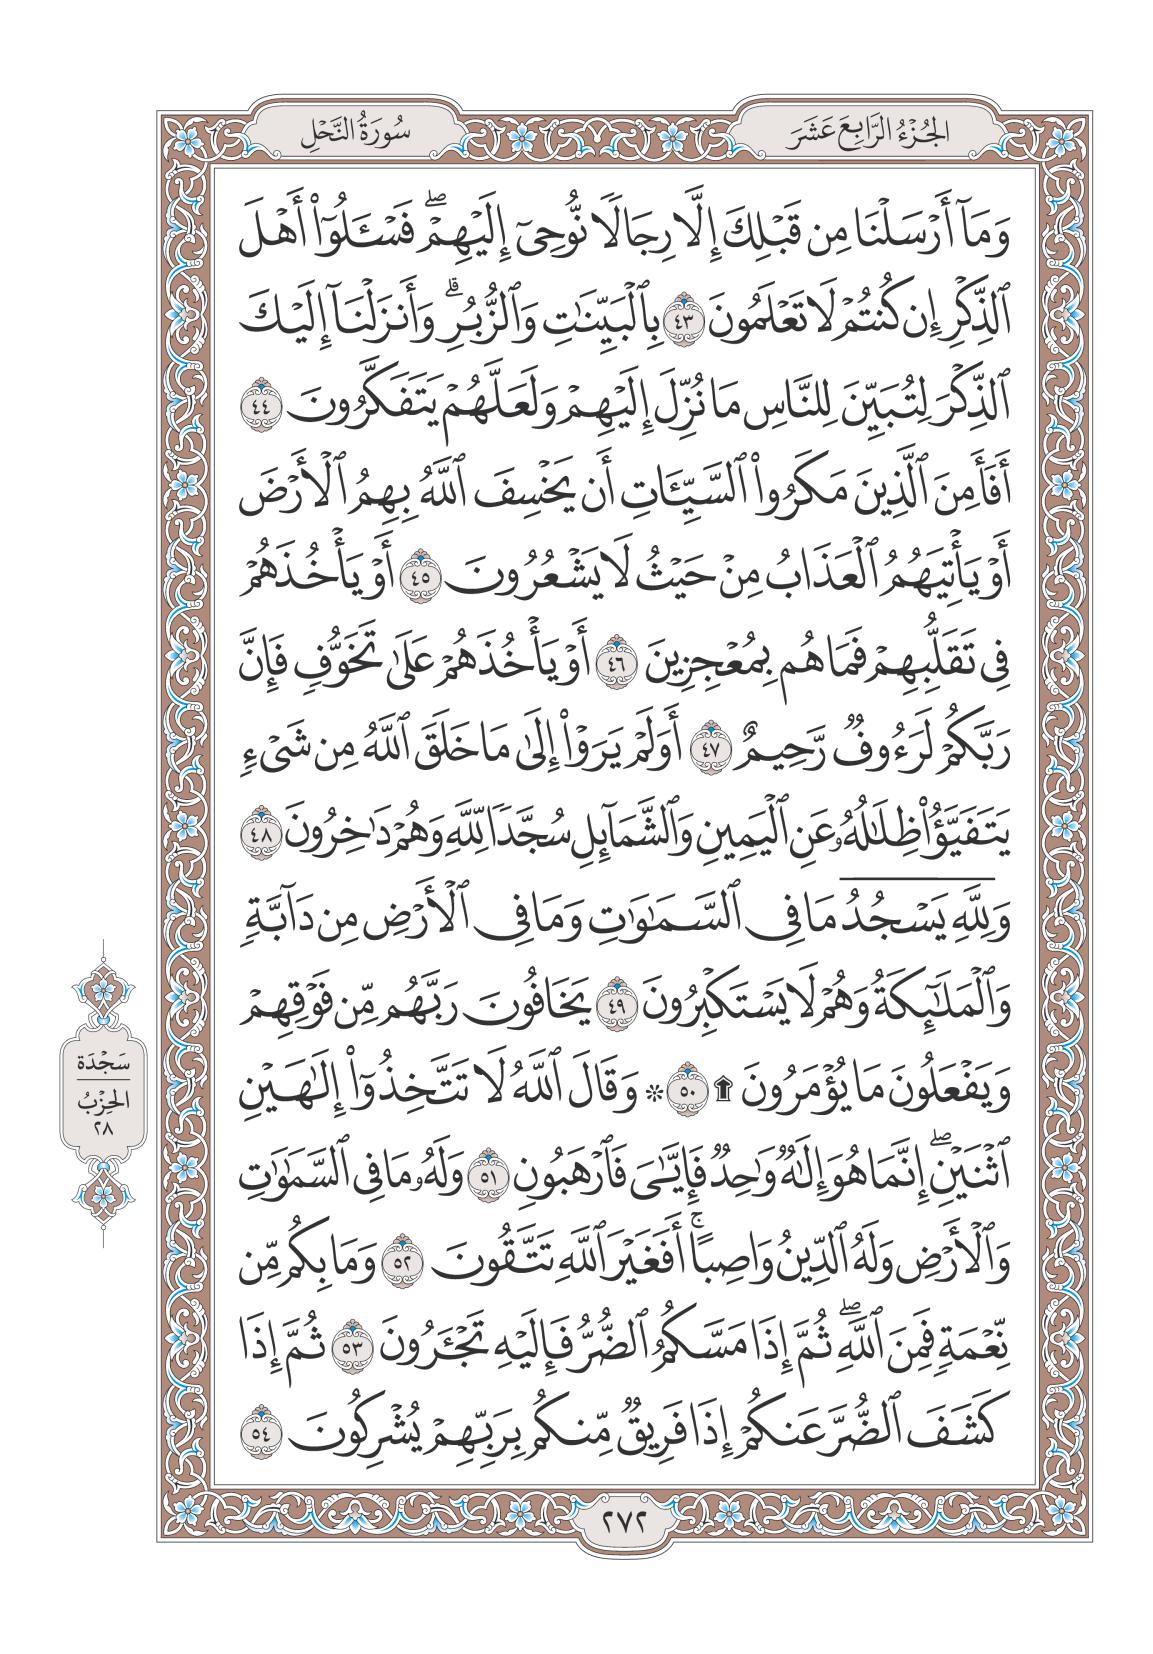 الجُزْءُ الرَّابِعَ عَشَرَ
سُورَةُ النَّحْلِ
وَمَآ أَرْسَلْنَا مِن قَبْلِكَ إِلَّا رِجَالٗا نُّوحِيٓ إِلَيْهِمْۖ فَسْـَٔلُوٓاْ أَهْلَ
ٱلذِّكْرِ إِن كُنتُمْ لَا تَعْلَمُونَ ٤٣ بِٱلْبَيِّنَٰتِ وَٱلزُّبُرِۗ وَأَنزَلْنَآ إِلَيْكَ
ٱلذِّكْرَ لِتُبَيِّنَ لِلنَّاسِ مَا نُزِّلَ إِلَيْهِمْ وَلَعَلَّهُمْ يَتَفَكَّرُونَ ٤٤
أَفَأَمِنَ ٱلَّذِينَ مَكَرُواْ ٱلسَّيِّـَٔاتِ أَن يَخْسِفَ ٱللَّهُ بِهِمُ ٱلْأَرْضَ
أَوْ يَأْتِيَهُمُ ٱلْعَذَابُ مِنْ حَيْثُ لَا يَشْعُرُونَ ٤٥ أَوْ يَأْخُذَهُمْ
فِي تَقَلُّبِهِمْ فَمَا هُم بِمُعْجِزِينَ ٤٦ أَوْ يَأْخُذَهُمْ عَلَىٰ تَخَوُّفٖ فَإِنَّ
رَبَّكُمْ لَرَءُوفٞ رَّحِيمٌ ٤٧ أَوَلَمْ يَرَوْاْ إِلَىٰ مَا خَلَقَ ٱللَّهُ مِن شَيْءٖ
يَتَفَيَّؤُاْ ظِلَٰلُهُۥ عَنِ ٱلْيَمِينِ وَٱلشَّمَآئِلِ سُجَّدٗا لِّلَّهِ وَهُمْ دَٰخِرُونَ ٤٨
وَلِلَّهِ يَسْجُدُ مَا فِي ٱلسَّمَٰوَٰتِ وَمَا فِي ٱلْأَرْضِ مِن دَآبَّةٖ
وَٱلْمَلَٰٓئِكَةُ وَهُمْ لَا يَسْتَكْبِرُونَ ٤٩ يَخَافُونَ رَبَّهُم مِّن فَوْقِهِمْ
وَيَفْعَلُونَ مَا يُؤْمَرُونَ ۩ ٥٠ ۞ وَقَالَ ٱللَّهُ لَا تَتَّخِذُوٓاْ إِلَٰهَيْنِ
ٱثْنَيْنِۖ إِنَّمَا هُوَ إِلَٰهٞ وَٰحِدٞ فَإِيَّٰيَ فَٱرْهَبُونِ ٥١ وَلَهُۥ مَا فِي ٱلسَّمَٰوَٰتِ
وَٱلْأَرْضِ وَلَهُ ٱلدِّينُ وَاصِبًاۚ أَفَغَيْرَ ٱللَّهِ تَتَّقُونَ ٥٢ وَمَا بِكُم مِّن
نِّعْمَةٖ فَمِنَ ٱللَّهِۖ ثُمَّ إِذَا مَسَّكُمُ ٱلضُّرُّ فَإِلَيْهِ تَجْـَٔرُونَ ٥٣ ثُمَّ إِذَا
كَشَفَ ٱلضُّرَّ عَنكُمْ إِذَا فَرِيقٞ مِّنكُم بِرَبِّهِمْ يُشْرِكُونَ ٥٤
سَجْدَة
الحِزْبُ
٢٨
٢٧٢